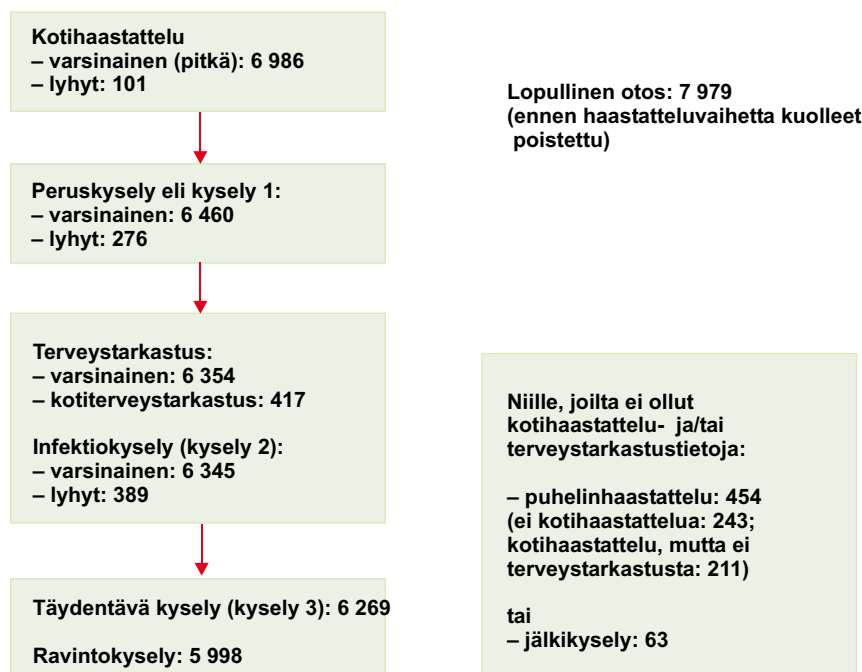 Kotihaastattelu
– varsinainen (pitkä): 6 986
– lyhyt: 101
Lopullinen otos: 7 979
(ennen haastatteluvaihetta kuolleet
poistettu)
Peruskysely eli kysely 1:
– varsinainen: 6 460
– lyhyt: 276
Terveystarkastus:
– varsinainen: 6 354
– kotiterveystarkastus: 417
Infektiokysely (kysely 2):
– varsinainen: 6 345
– lyhyt: 389
Niille, joilta ei ollut
kotihaastattelu- ja/tai
terveystarkastustietoja:
– puhelinhaastattelu: 454
(ei kotihaastattelua: 243;
kotihaastattelu, mutta ei
terveystarkastusta: 211)
tai
– jälkikysely: 63
Täydentävä kysely (kysely 3): 6 269
Ravintokysely: 5 998